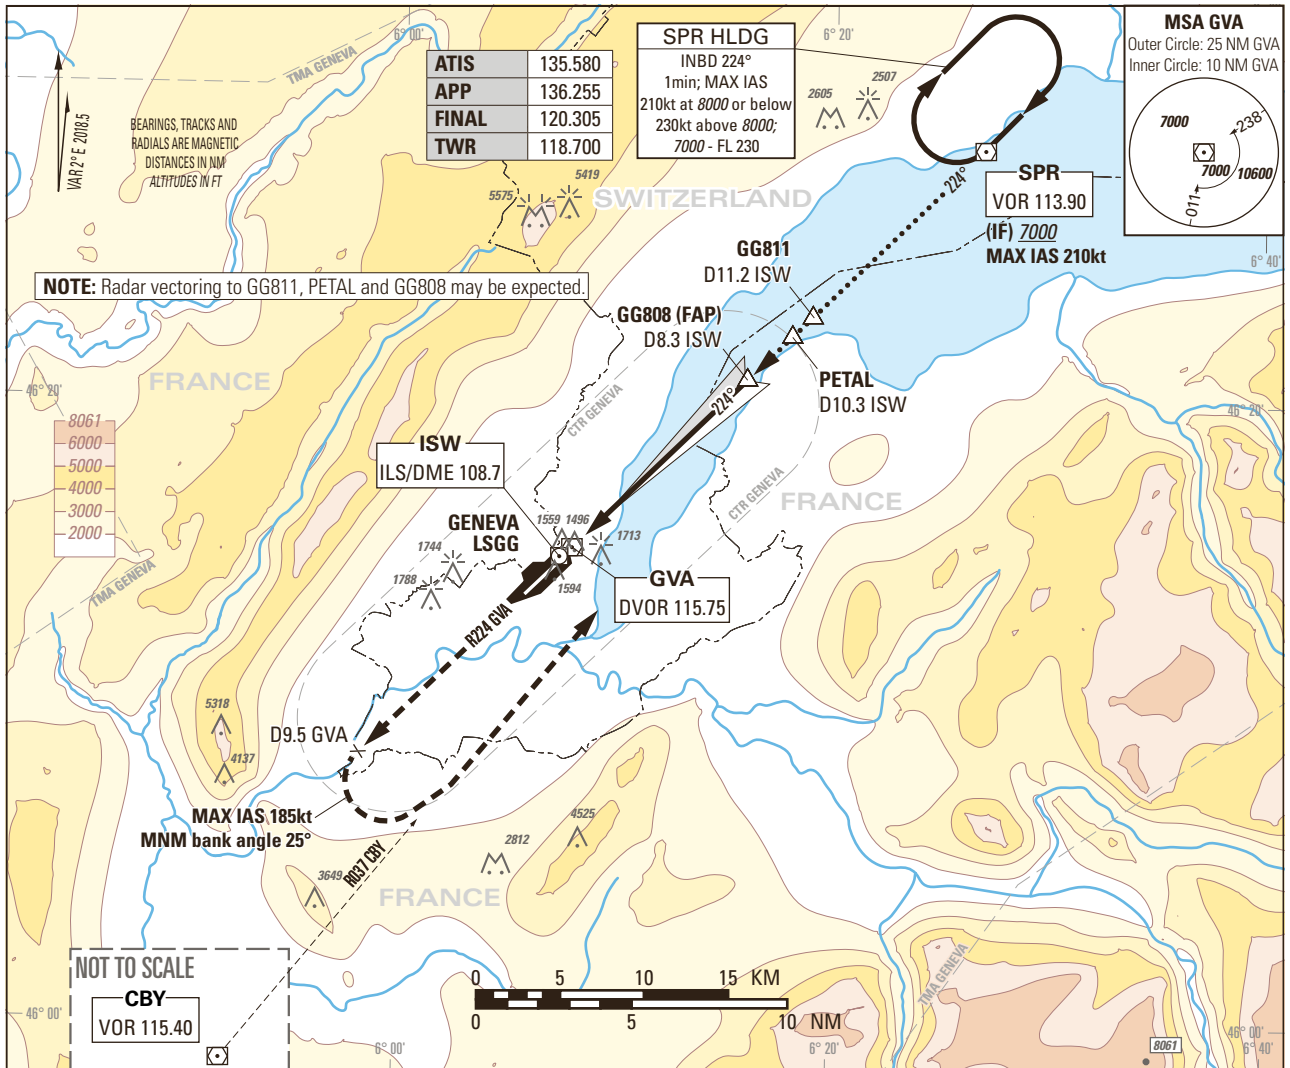 6° 00'
6° 20'
TMA GENEVA
VAR 2° E 2018.5
BEARINGS, TRACKS AND
RADIALS ARE MAGNETIC
DISTANCES IN NM
ALTITUDES IN FT
ATIS 135.580
APP 136.255
FINAL 120.305
TWR 118.700
SPR HLDG
INBD 224°
1min; MAX IAS
210kt at 8000 or below
230kt above 8000;
7000 - FL 230
2605
2507
MSA GVA
Outer Circle: 25 NM GVA
Inner Circle: 10 NM GVA
7000
238
7000
10600
011
5575
5419
SWITZERLAND
224°
SPR
VOR 113.90
(IF) 7000
MAX IAS 210kt
6° 40'
NOTE: Radar vectoring to GG811, PETAL and GG808 may be expected.
GG811
D11.2 ISW
GG808 (FAP)
D8.3 ISW
PETAL
D10.3 ISW
FRANCE
46° 20'
46° 20'
CTR GENEVA
224°
8061
6000
5000
4000
3000
2000
ISW
ILS/DME 108.7
CTR GENEVA
FRANCE
GENEVA
LSGG
1559
1496
1713
1744
1788
1594
TMA GENEVA
GVA
DVOR 115.75
R224 GVA
5318
4137
D9.5 GVA
MAX IAS 185kt
MNM bank angle 25°
4525
2812
3649
R037 CBY
FRANCE
NOT TO SCALE
CBY
VOR 115.40
0 5 10 15 KM
0 5 10 NM
TMA GENEVA
46° 00'
46° 00'
6° 00'
6° 20'
6° 40'
8061